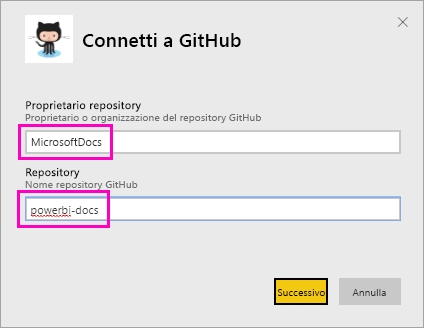 Connetti a GitHub
Proprietario repository
Proprietario o organizzazione del repository GitHub
MicrosoftDocs
Repository
Nome repository GitHub
powerbi-docs
Successivo
Annulla